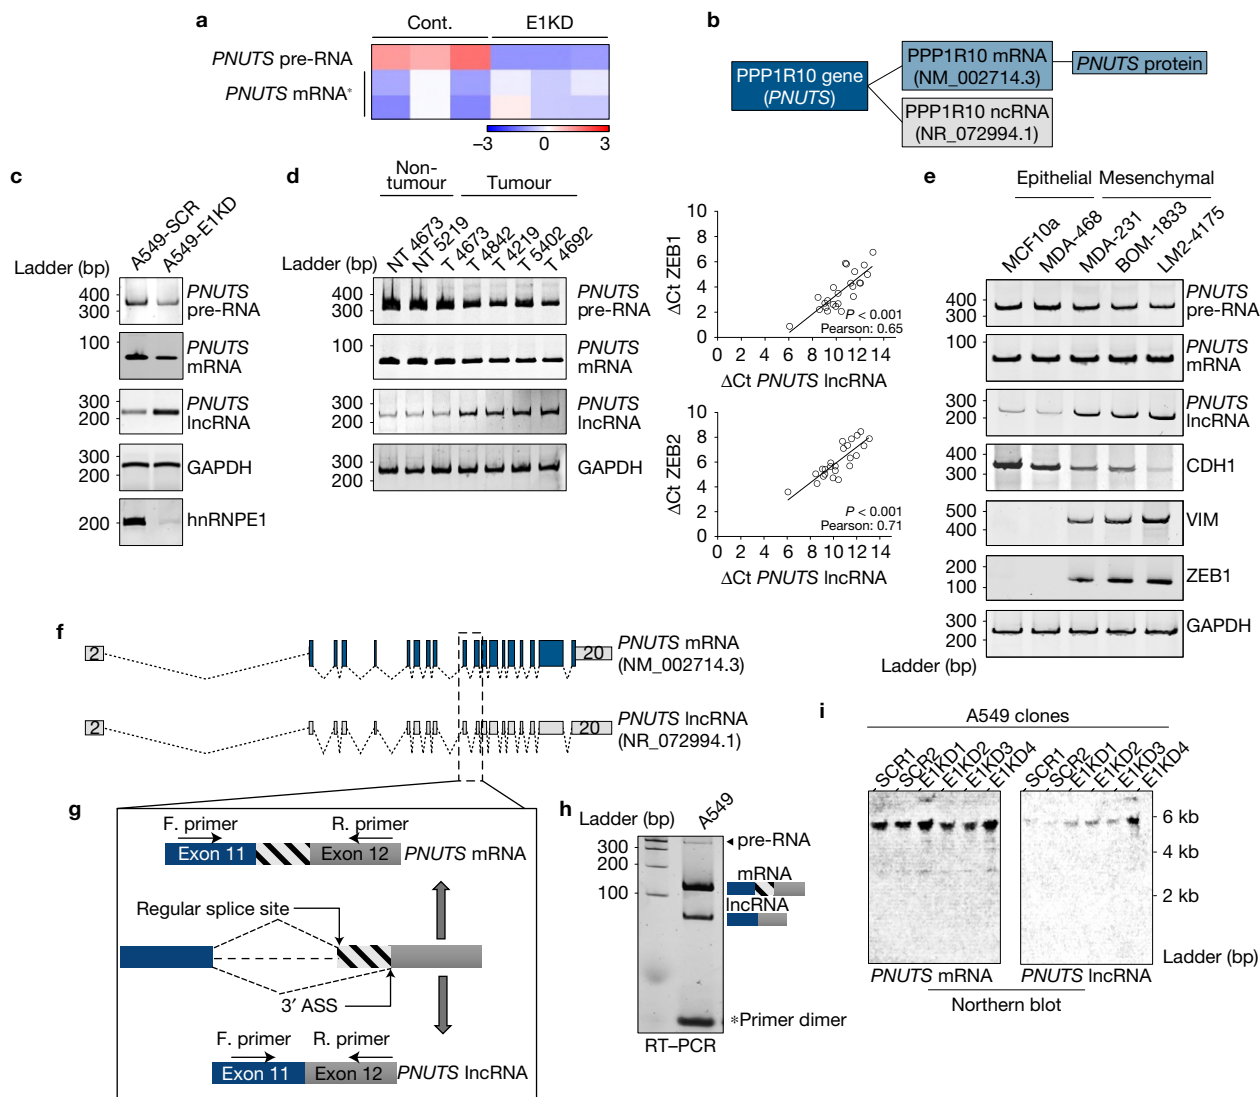 a
Cont.
E1KD
PNUTS pre-RNA
PNUTS mRNA*
−3
0
3
b
PPP1R10 gene
(PNUTS)
PPP1R10 mRNA
(NM_002714.3)
PNUTS protein
PPP1R10 ncRNA
(NR_072994.1)
c
A549-SCR
A549-E1KD
Ladder (bp)
400
300
PNUTS
pre-RNA
100
PNUTS
mRNA
300
200
PNUTS
lncRNA
300
200
GAPDH
200
hnRNPE1
d
Non-
tumour
Tumour
NT 4673
NT 5219
T 4673
T 4842
T 4219
T 5402
T 4692
Ladder (bp)
400
300
PNUTS
pre-RNA
100
PNUTS
mRNA
300
200
PNUTS
lncRNA
300
200
GAPDH
10
8
6
4
2
0
ΔCt ZEB1
P < 0.001
Pearson: 0.65
0 2 4 6 8 10 12 14
ΔCt PNUTS lncRNA
10
8
6
4
2
0
ΔCt ZEB2
P < 0.001
Pearson: 0.71
0 2 4 6 8 10 12 14
ΔCt PNUTS lncRNA
e
Epithelial
Mesenchymal
MCF10a
MDA-468
MDA-231
BOM-1833
LM2-4175
400
300
PNUTS
pre-RNA
100
PNUTS
mRNA
300
200
PNUTS
lncRNA
400
300
CDH1
500
400
VIM
200
100
ZEB1
300
200
GAPDH
Ladder (bp)
f
2
20
PNUTS mRNA
(NM_002714.3)
2
20
PNUTS lncRNA
(NR_072994.1)
g
F. primer
R. primer
Exon 11
Exon 12
PNUTS mRNA
Regular splice site
3′ ASS
F. primer
R. primer
Exon 11
Exon 12
PNUTS lncRNA
h
Ladder (bp)
A549
300
200
100
pre-RNA
mRNA
lncRNA
*Primer dimer
RT–PCR
i
A549 clones
SCR1
SCR2
E1KD1
E1KD2
E1KD3
E1KD4
SCR1
SCR2
E1KD1
E1KD2
E1KD3
E1KD4
6 kb
4 kb
2 kb
Ladder (bp)
PNUTS mRNA
PNUTS lncRNA
Northern blot